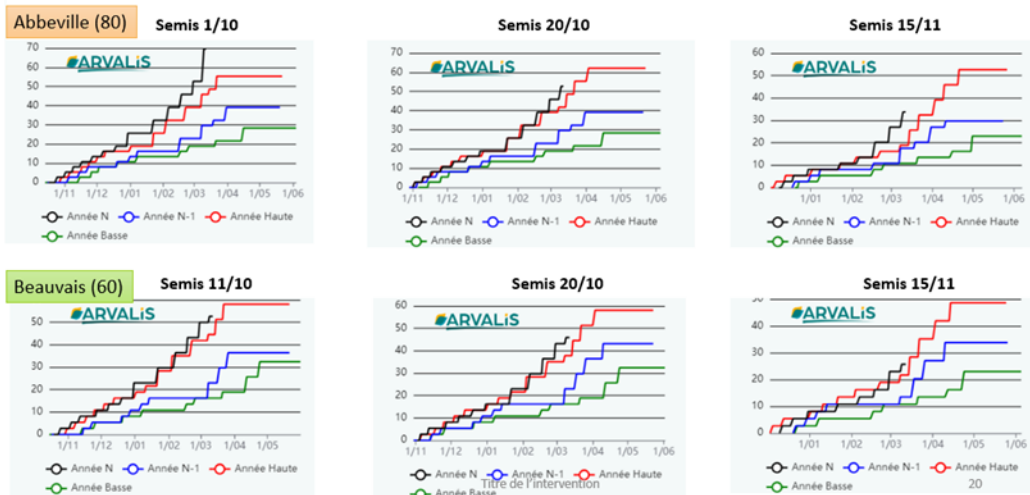 Abbeville (80)
Semis 1/10
Semis 20/10
Semis 15/11
70
60
50
40
30
20
10
0
ARVALIS
1/11 1/12 1/01 1/02 1/03 1/04 1/05 1/06
Année N Année N-1 Année Haute
Année Basse
70
60
50
40
30
20
10
0
ARVALIS
1/11 1/12 1/01 1/02 1/03 1/04 1/05 1/06
Année N Année N-1 Année Haute
Année Basse
60
50
40
30
20
10
0
ARVALIS
1/01 1/02 1/03 1/04 1/05 1/06
Année N Année N-1 Année Haute
Année Basse
Beauvais (60)
Semis 11/10
Semis 20/10
Semis 15/11
50
40
30
20
10
0
ARVALIS
1/11 1/12 1/01 1/02 1/03 1/04 1/05
Année N Année N-1 Année Haute
Année Basse
60
50
40
30
20
10
0
ARVALIS
1/11 1/12 1/01 1/02 1/03 1/04 1/05 1/06
Année N Année N-1 Année Haute
Année Basse
Titre de l'intervention
50
40
30
20
10
0
ARVALIS
1/01 1/02 1/03 1/04 1/05 1/06
Année N Année N-1 Année Haute
Année Basse
20